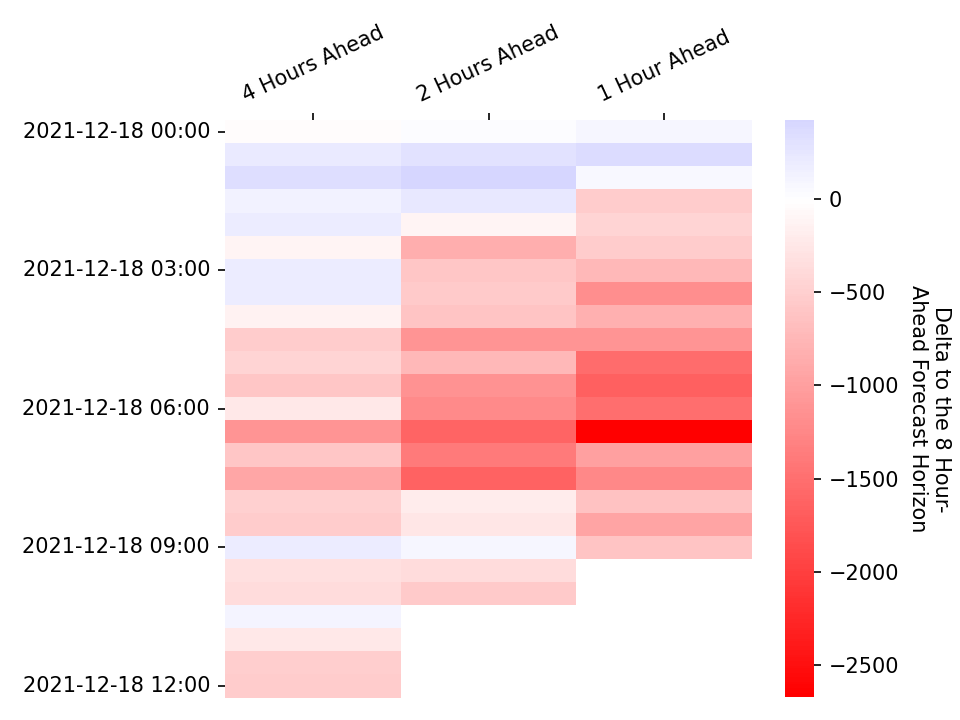 4 Hours Ahead
2 Hours Ahead
1 Hour Ahead
2021-12-18 00:00
2021-12-18 03:00
2021-12-18 06:00
2021-12-18 09:00
2021-12-18 12:00
0
−500
−1000
−1500
−2000
−2500
Delta to the 8 Hour-
Ahead Forecast Horizon